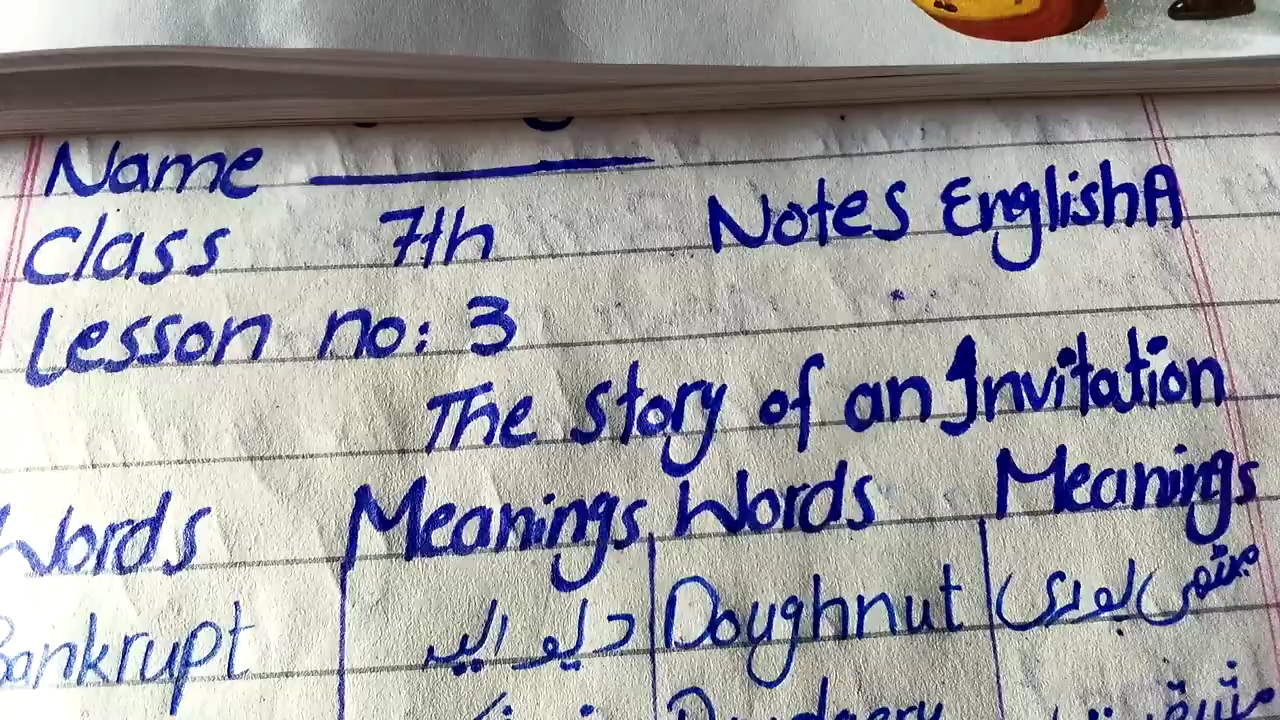 Name
Class 7th Notes English A
Lesson no: 3
The Story of an Invitation
Words Meanings Words Meanings
Bankrupt دیوالیہ Doughnut میٹھی پوری